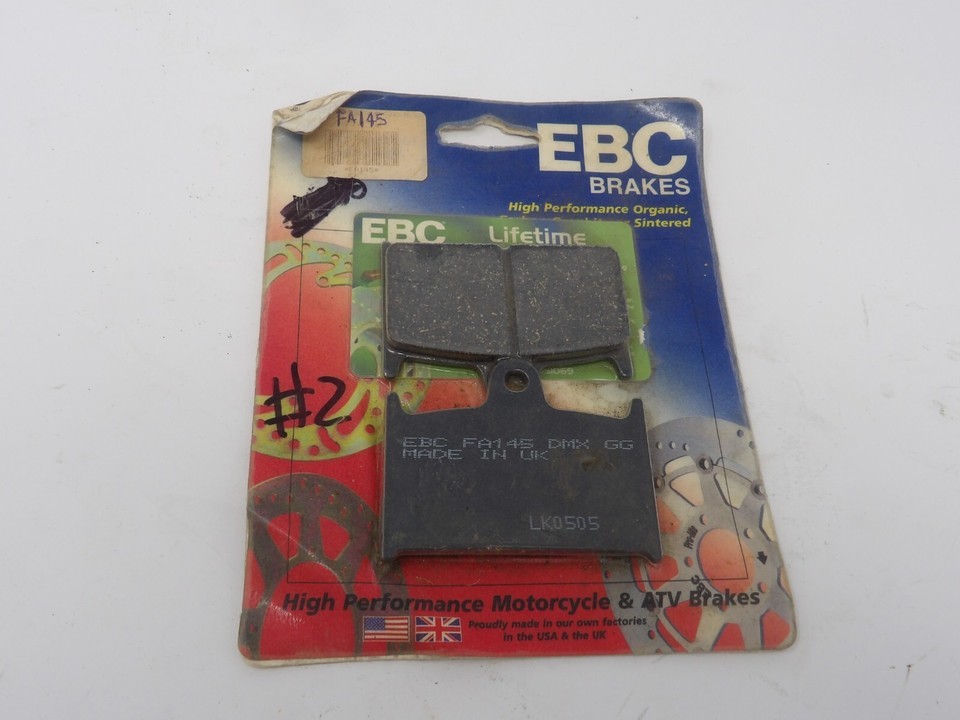 FA145
EBC
BRAKES
High Performance Organic,
Sintered
EBC Lifetime
#2
EBC FA145 DMX GG
MADE IN UK
LK0505
High Performance Motorcycle & ATV Brakes
Proudly made in our own factories
in the USA & the UK